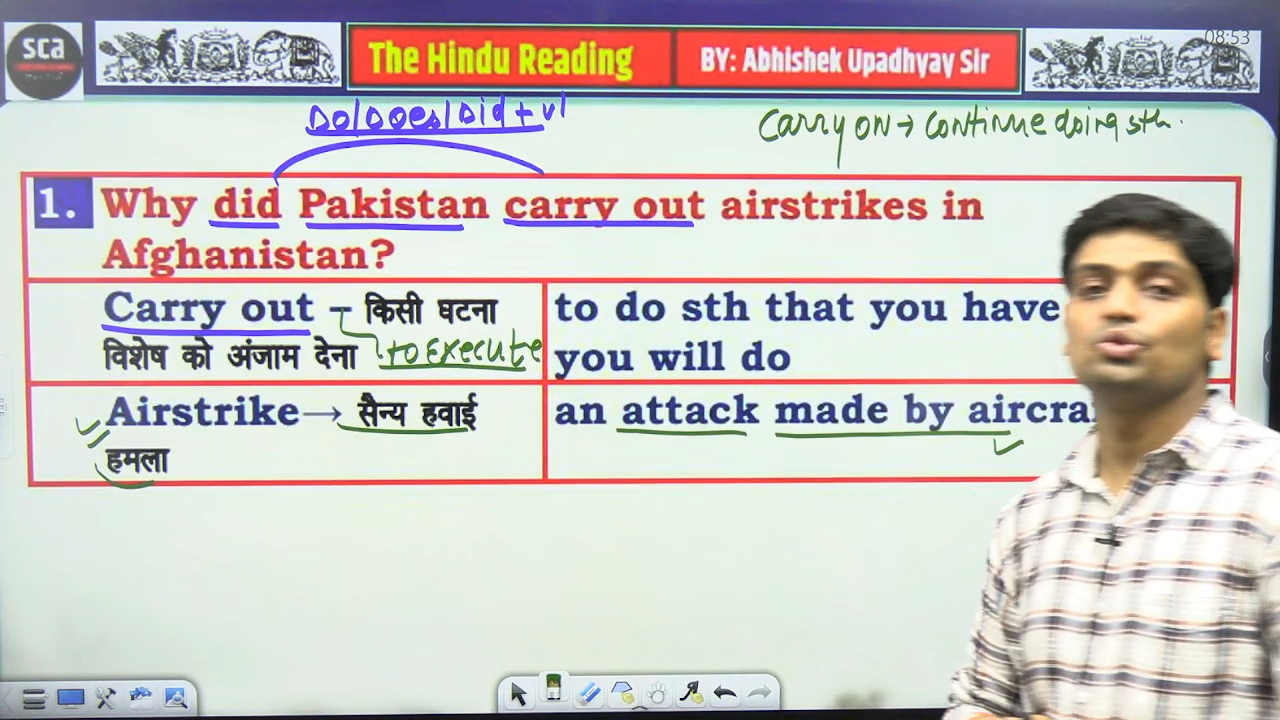 sca
The Hindu Reading
BY: Abhishek Upadhyay Sir
08:53
Do/Does/Did + v1
Carry on → continue doing sth.
1. Why did Pakistan carry out airstrikes in
Afghanistan?
Carry out – किसी घटना
विशेष को अंजाम देना
to execute
to do sth that you have
you will do
Airstrike→ सैन्य हवाई
हमला
an attack made by aircra